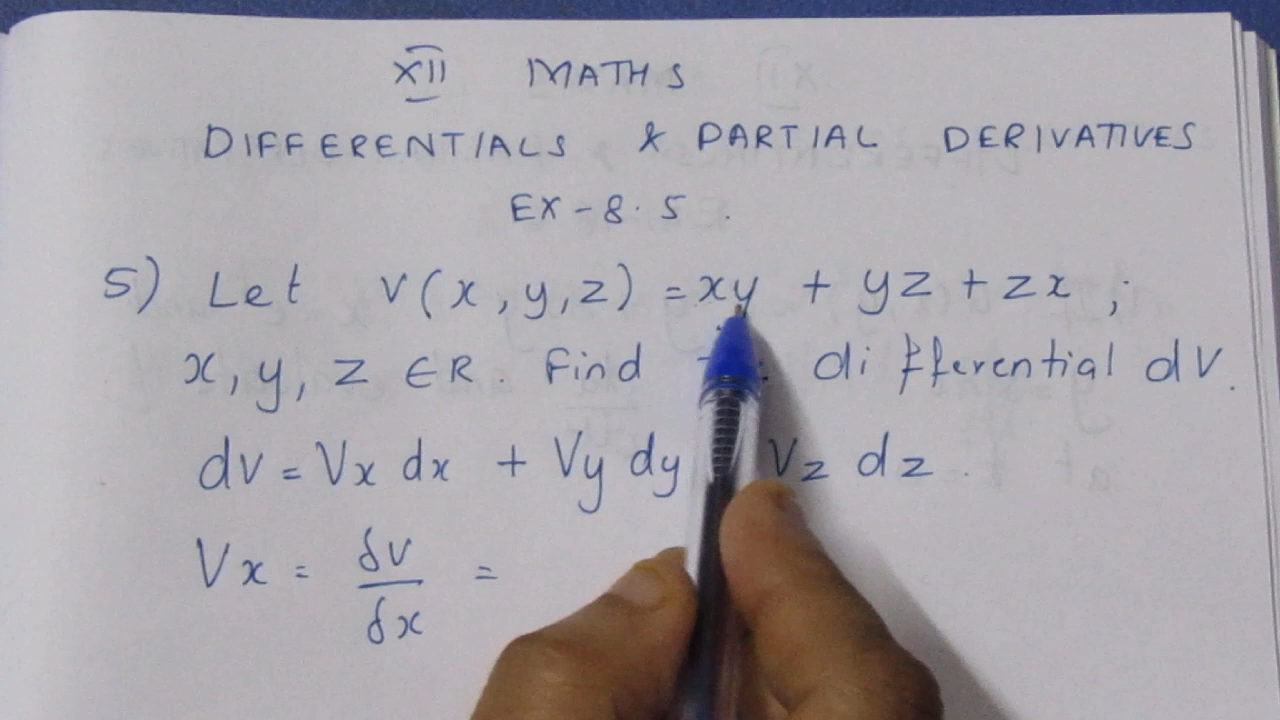 XII MATHS
DIFFERENTIALS & PARTIAL DERIVATIVES
EX - 8.5.
5) Let v(x, y, z) = xy + yz + zx ;
x, y, z ∈ R. Find differential dv.
dv = Vx dx + Vy dy Vz dz.
Vx = δv/δx =